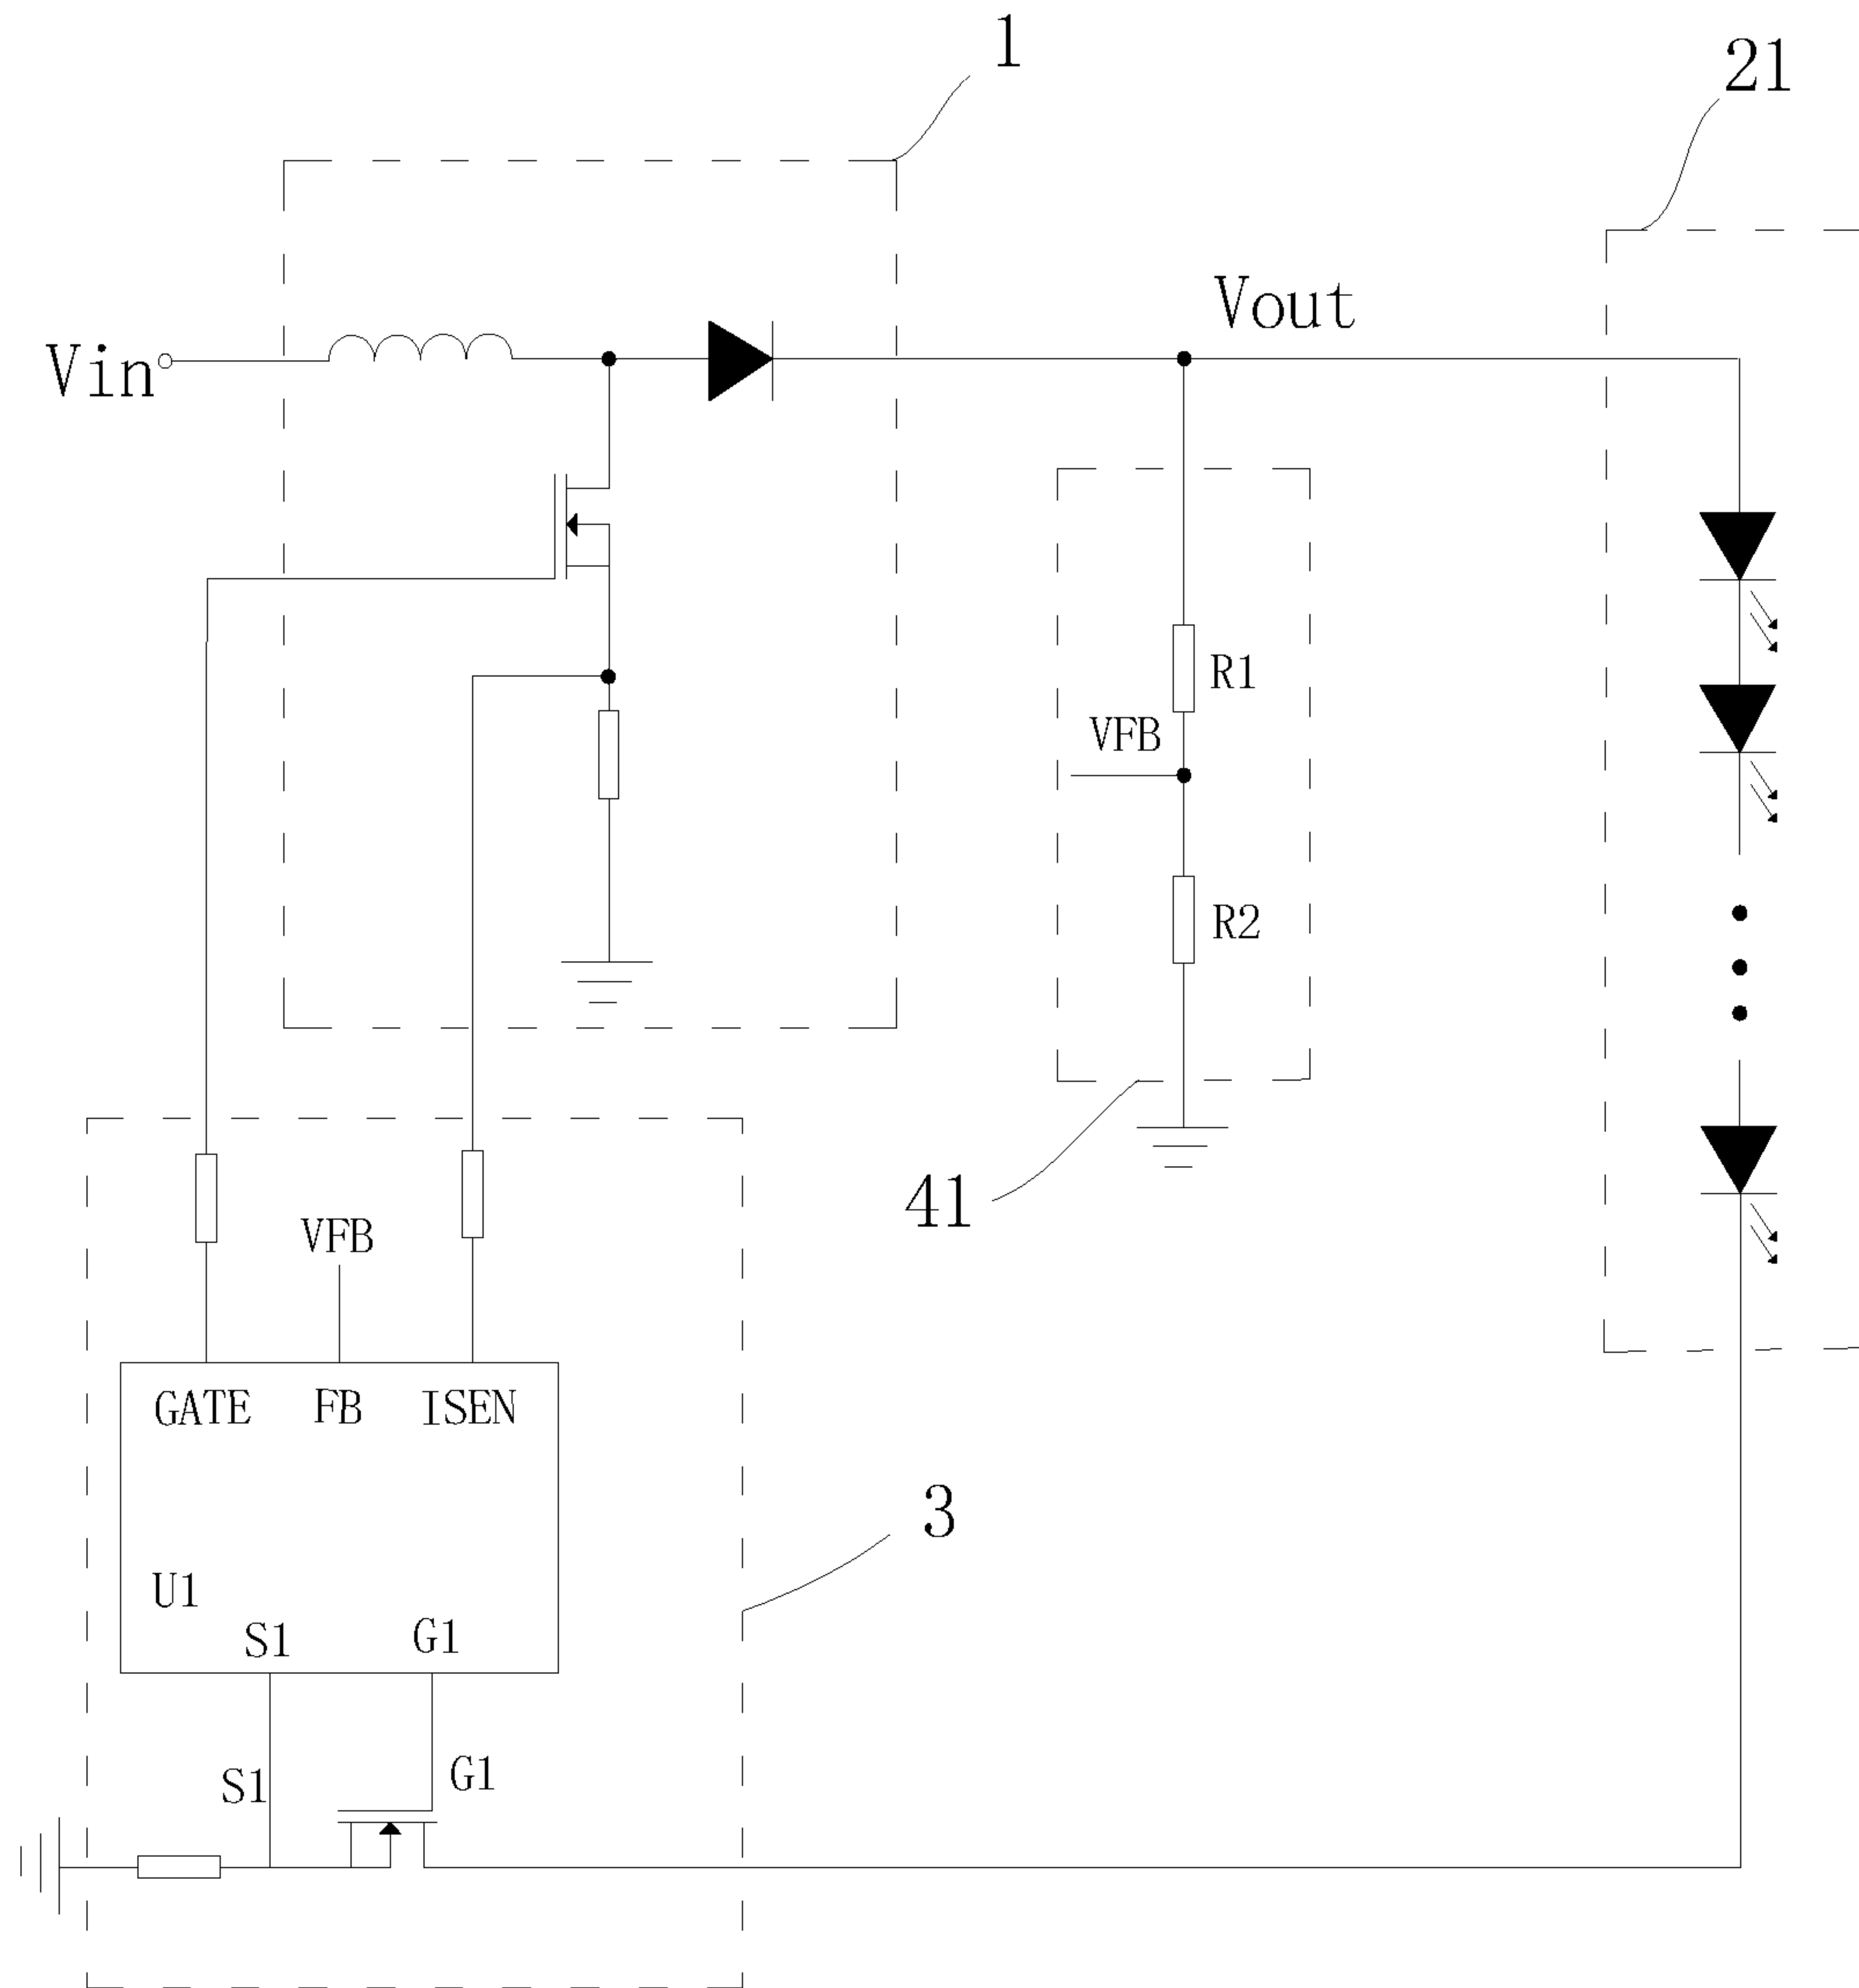 1
21
Vout
Vin
R1
VFB
R2
41
VFB
GATE FB ISEN
3
U1
S1 G1
S1 G1